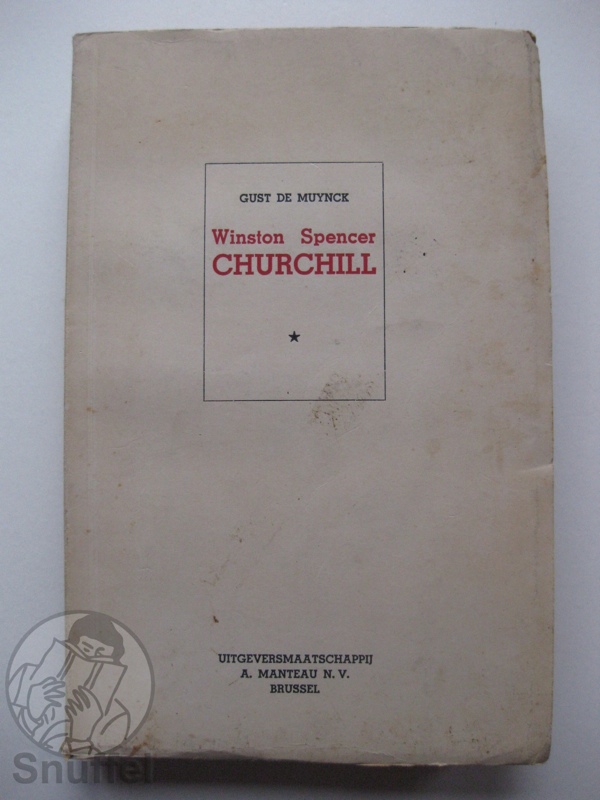 GUST DE MUYNCK
Winston Spencer
CHURCHILL
UITGEVERSMAATSCHAPPIJ
A. MANTEAU N. V.
BRUSSEL
Snuffel